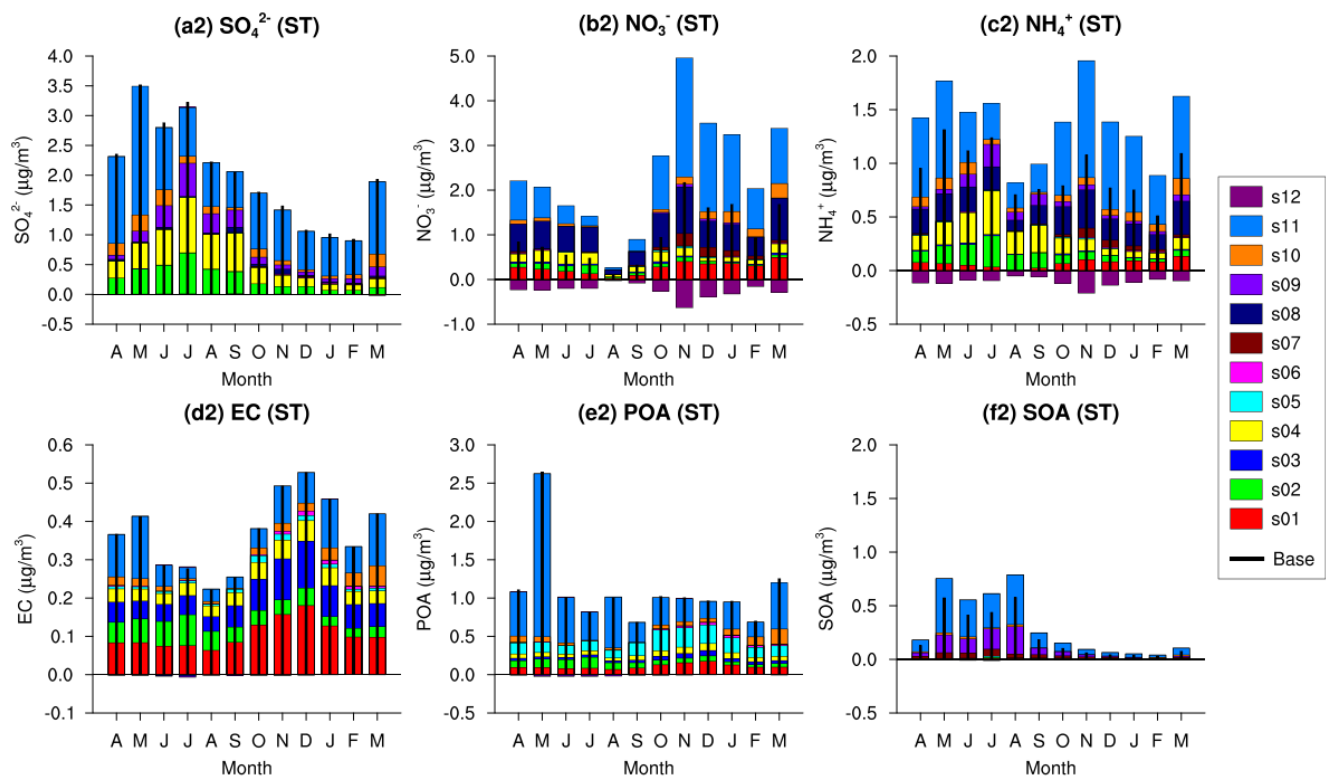 (a2) SO₄²⁻ (ST)
SO₄²⁻ (μg/m³)
4.0
3.5
3.0
2.5
2.0
1.5
1.0
0.5
0.0
-0.5
A M J J A S O N D J F M
Month
(b2) NO₃⁻ (ST)
NO₃⁻ (μg/m³)
5.0
4.0
3.0
2.0
1.0
0.0
-1.0
A M J J A S O N D J F M
Month
(c2) NH₄⁺ (ST)
NH₄⁺ (μg/m³)
2.0
1.5
1.0
0.5
0.0
-0.5
A M J J A S O N D J F M
Month
(d2) EC (ST)
EC (μg/m³)
0.6
0.5
0.4
0.3
0.2
0.1
0.0
-0.1
A M J J A S O N D J F M
Month
(e2) POA (ST)
POA (μg/m³)
3.0
2.5
2.0
1.5
1.0
0.5
0.0
-0.5
A M J J A S O N D J F M
Month
(f2) SOA (ST)
SOA (μg/m³)
2.0
1.5
1.0
0.5
0.0
-0.5
A M J J A S O N D J F M
Month
s12
s11
s10
s09
s08
s07
s06
s05
s04
s03
s02
s01
Base